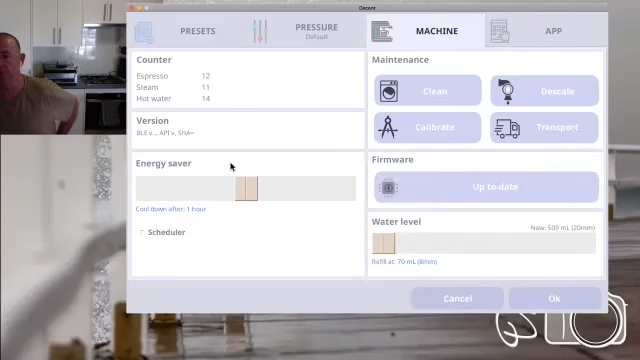 Decent
PRESETS
PRESSURE
Default
MACHINE
APP
Counter
Espresso 12
Steam 11
Hot water 14
Version
BLE v.., API v, SHA=
Energy saver
Cool down after: 1 hour
Scheduler
Maintenance
Clean
Descale
Calibrate
Transport
Firmware
Up to date
Water level
Now: 509 mL (20mm)
Refill at: 70 mL (8mm)
Cancel
Ok